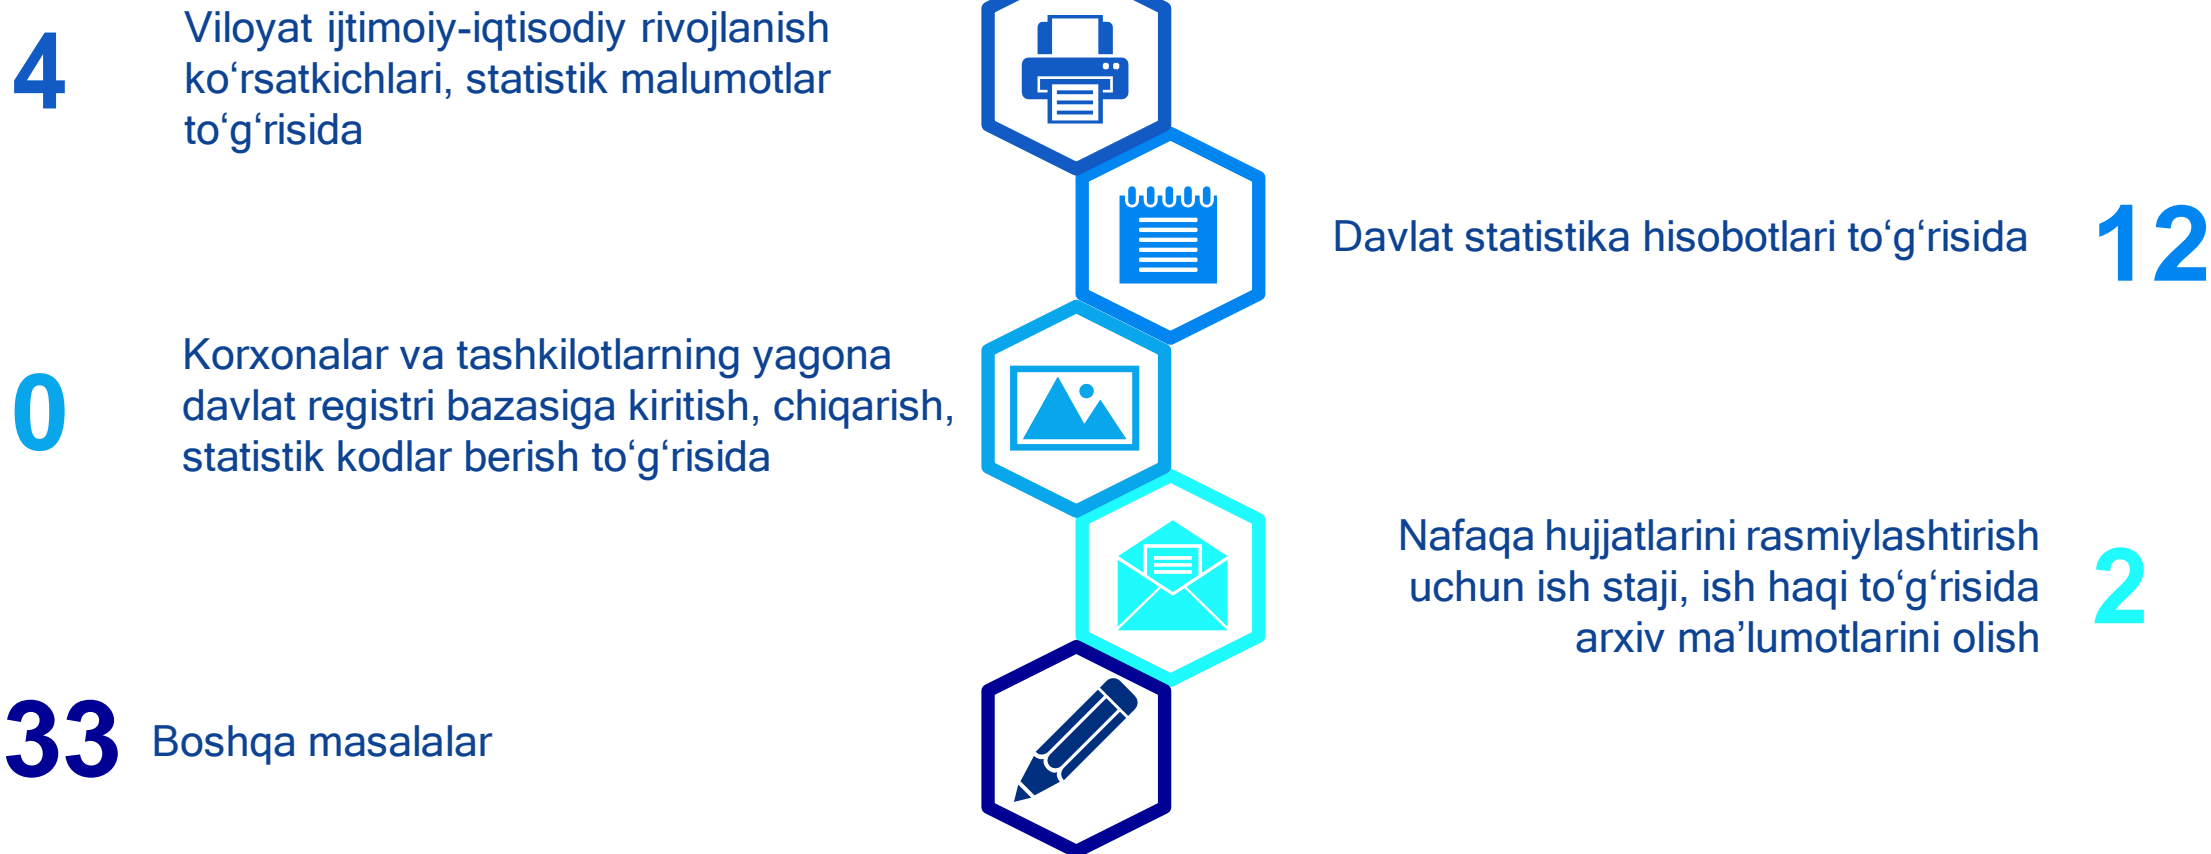 4
Viloyat ijtimoiy-iqtisodiy rivojlanish
ko‘rsatkichlari, statistik malumotlar
to‘g‘risida
Davlat statistika hisobotlari to‘g‘risida
12
0
Korxonalar va tashkilotlarning yagona
davlat registri bazasiga kiritish, chiqarish,
statistik kodlar berish to‘g‘risida
Nafaqa hujjatlarini rasmiylashtirish
uchun ish staji, ish haqi to‘g‘risida
arxiv ma’lumotlarini olish
2
33
Boshqa masalalar